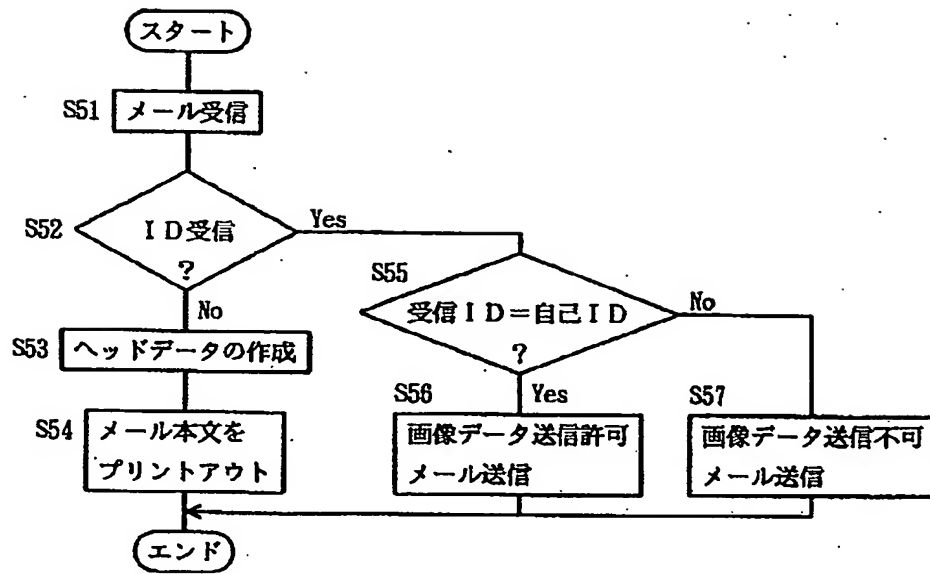 スタート
S51
メール受信
S52
ID受信
?
Yes
No
S53
ヘッドデータの作成
S54
メール本文を
プリントアウト
S55
受信ID=自己ID
?
No
Yes
S56
画像データ送信許可
メール送信
S57
画像データ送信不可
メール送信
エンド